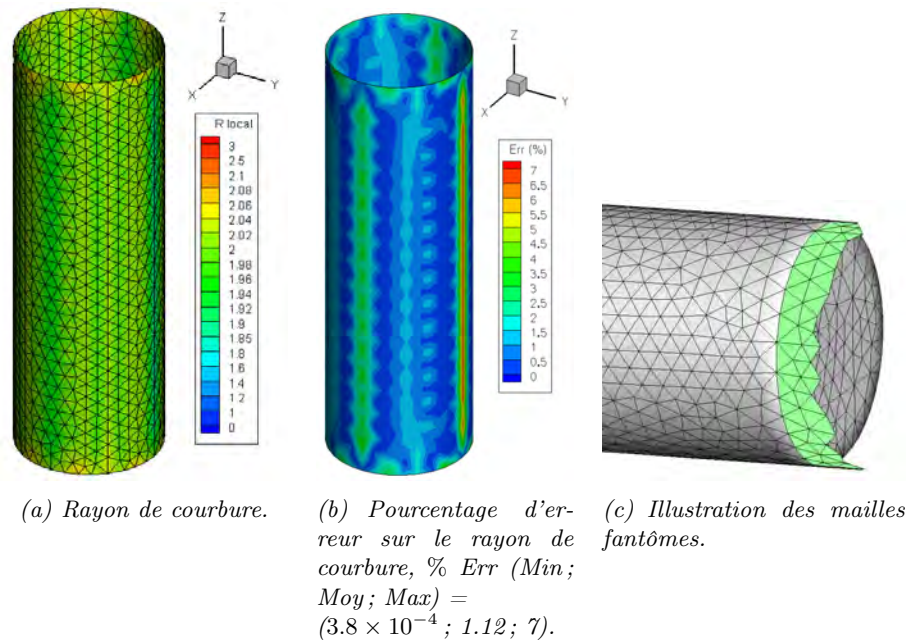 Z
Y
X
R local
3
2.5
2.1
2.08
2.06
2.04
2.02
2
1.98
1.96
1.94
1.92
1.9
1.85
1.8
1.6
1.4
1.2
1
0
Z
Y
X
Err (%)
7
6.5
6
5.5
5
4.5
4
3.5
3
2.5
2
1.5
1
0.5
0
(a) Rayon de courbure.
(b) Pourcentage d'er-
reur sur le rayon de
courbure, % Err (Min ;
Moy ; Max) =
(3.8 × 10⁻⁴ ; 1.12 ; 7).
(c) Illustration des mailles
fantômes.